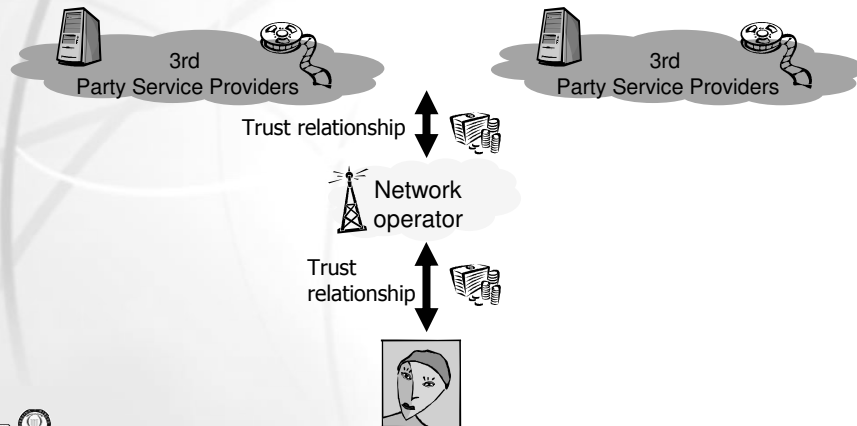 3rd
Party Service Providers
3rd
Party Service Providers
Trust relationship
Network
operator
Trust
relationship